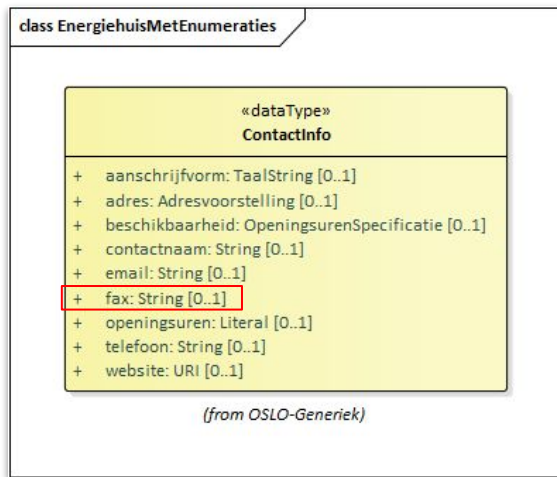 class EnergiehuisMetEnumeraties
«dataType»
ContactInfo
+ aanschrijfvorm: TaalString [0..1]
+ adres: Adresvoorstelling [0..1]
+ beschikbaarheid: OpeningsurenSpecificatie [0..1]
+ contactnaam: String [0..1]
+ email: String [0..1]
+ fax: String [0..1]
+ openingsuren: Literal [0..1]
+ telefoon: String [0..1]
+ website: URI [0..1]
(from OSLO-Generiek)